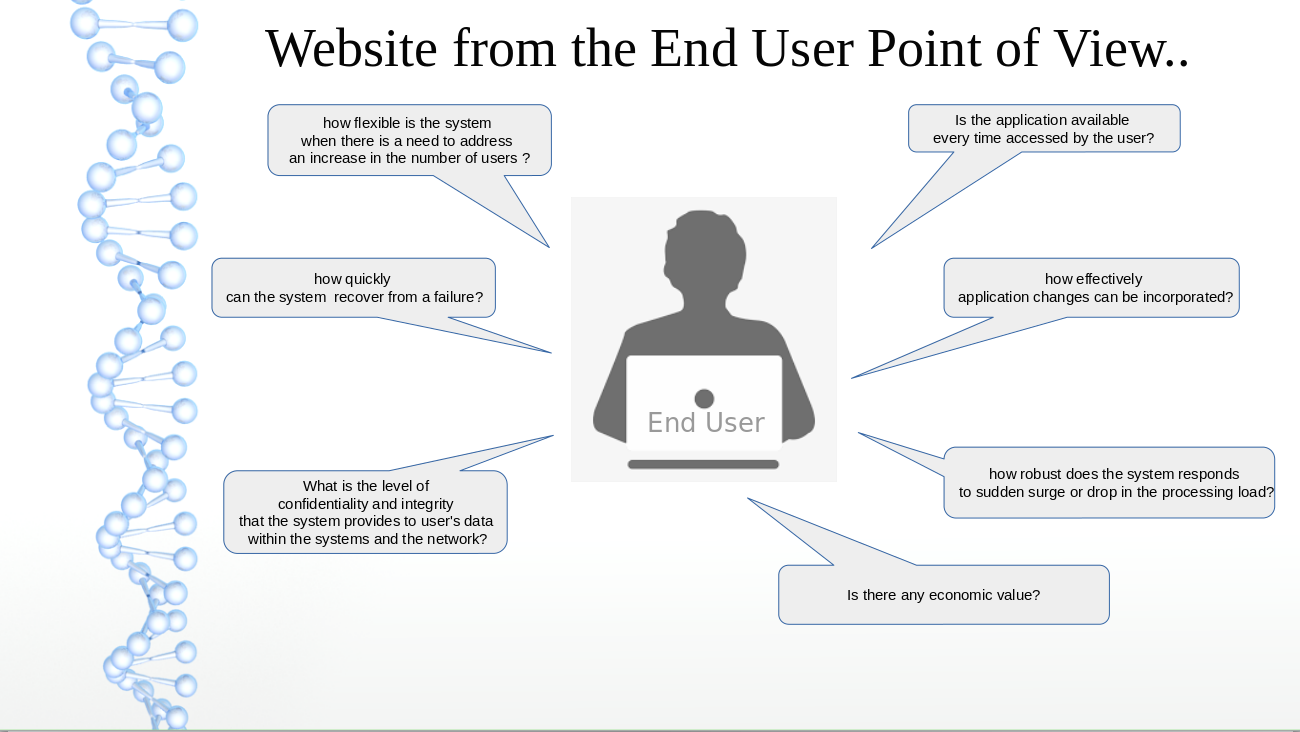 Website from the End User Point of View..
how flexible is the system
when there is a need to address
an increase in the number of users ?
Is the application available
every time accessed by the user?
how quickly
can the system  recover from a failure?
how effectively
application changes can be incorporated?
End User
how robust does the system responds
to sudden surge or drop in the processing load?
What is the level of
confidentiality and integrity
that the system provides to user's data
within the systems and the network?
Is there any economic value?